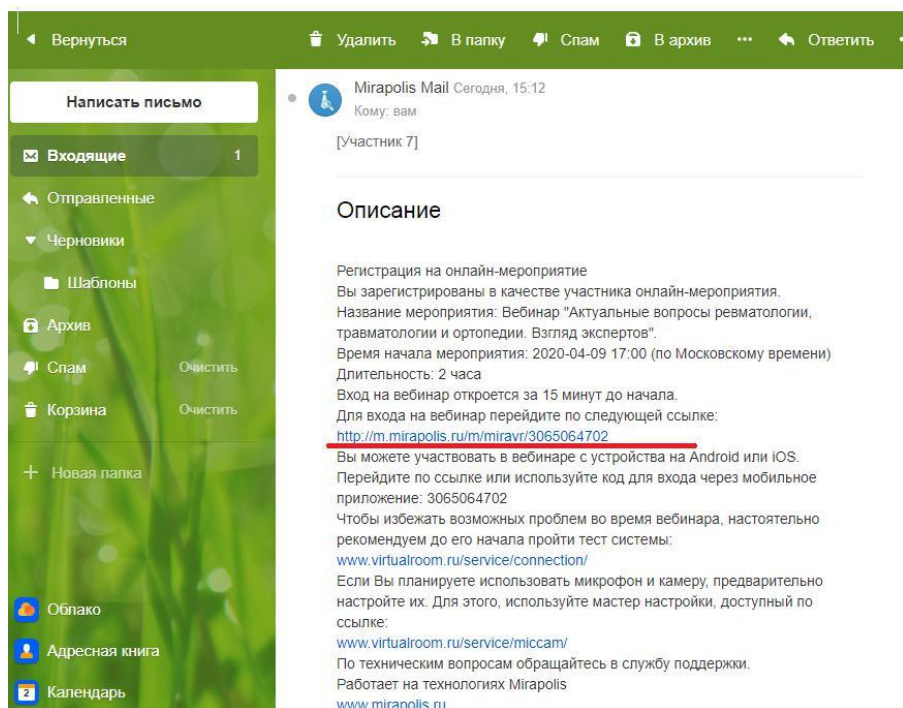 Вернуться
Удалить В папку Спам В архив ... Ответить
Написать письмо
Входящие 1
Отправленные
Черновики
Шаблоны
Архив
Спам Очистить
Корзина Очистить
Новая папка
Облако
Адресная книга
2 Календарь
Mirapolis Mail Сегодня, 15:12
Кому: вам
[Участник 7]
Описание
Регистрация на онлайн-мероприятие
Вы зарегистрированы в качестве участника онлайн-мероприятия.
Название мероприятия: Вебинар "Актуальные вопросы ревматологии,
травматологии и ортопедии. Взгляд экспертов".
Время начала мероприятия: 2020-04-09 17:00 (по Московскому времени)
Длительность: 2 часа
Вход на вебинар откроется за 15 минут до начала.
Для входа на вебинар перейдите по следующей ссылке:
http://m.mirapolis.ru/m/miravr/3065064702
Вы можете участвовать в вебинаре с устройства на Android или iOS.
Перейдите по ссылке или используйте код для входа через мобильное
приложение: 3065064702
Чтобы избежать возможных проблем во время вебинара, настоятельно
рекомендуем до его начала пройти тест системы:
www.virtualroom.ru/service/connection/
Если Вы планируете использовать микрофон и камеру, предварительно
настройте их. Для этого, используйте мастер настройки, доступный по
ссылке:
www.virtualroom.ru/service/miccam/
По техническим вопросам обращайтесь в службу поддержки.
Работает на технологиях Mirapolis
www.mirapolis.ru